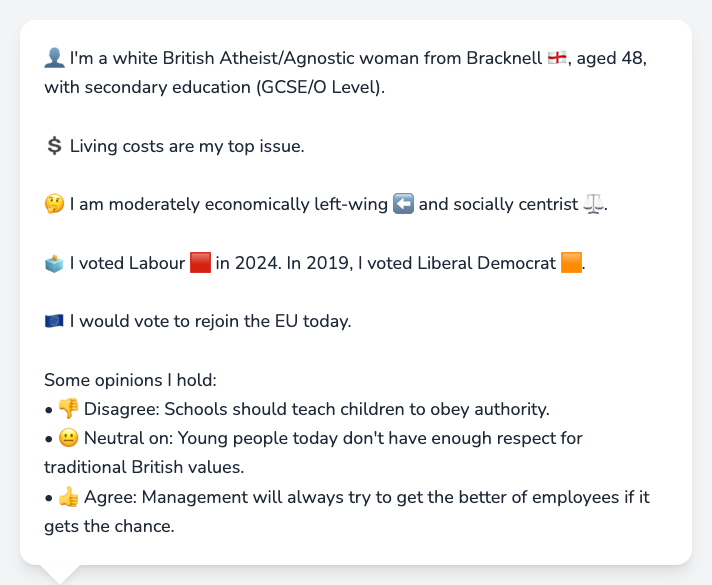 👤 I'm a white British Atheist/Agnostic woman from Bracknell 🏴󠁧󠁢󠁥󠁮󠁧󠁿, aged 48,
with secondary education (GCSE/O Level).
💲 Living costs are my top issue.
🤔 I am moderately economically left-wing ⬅️ and socially centrist ⚖️.
🗳️ I voted Labour 🟥 in 2024. In 2019, I voted Liberal Democrat 🟧.
🇪🇺 I would vote to rejoin the EU today.
Some opinions I hold:
• 👎 Disagree: Schools should teach children to obey authority.
• 😐 Neutral on: Young people today don't have enough respect for
traditional British values.
• 👍 Agree: Management will always try to get the better of employees if it
gets the chance.